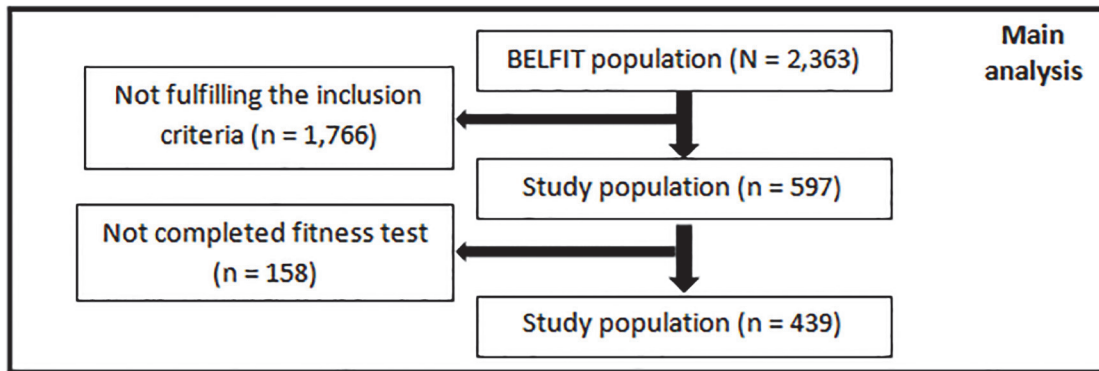 BELFIT population (N = 2,363)
Main
analysis
Not fulfilling the inclusion
criteria (n = 1,766)
Study population (n = 597)
Not completed fitness test
(n = 158)
Study population (n = 439)